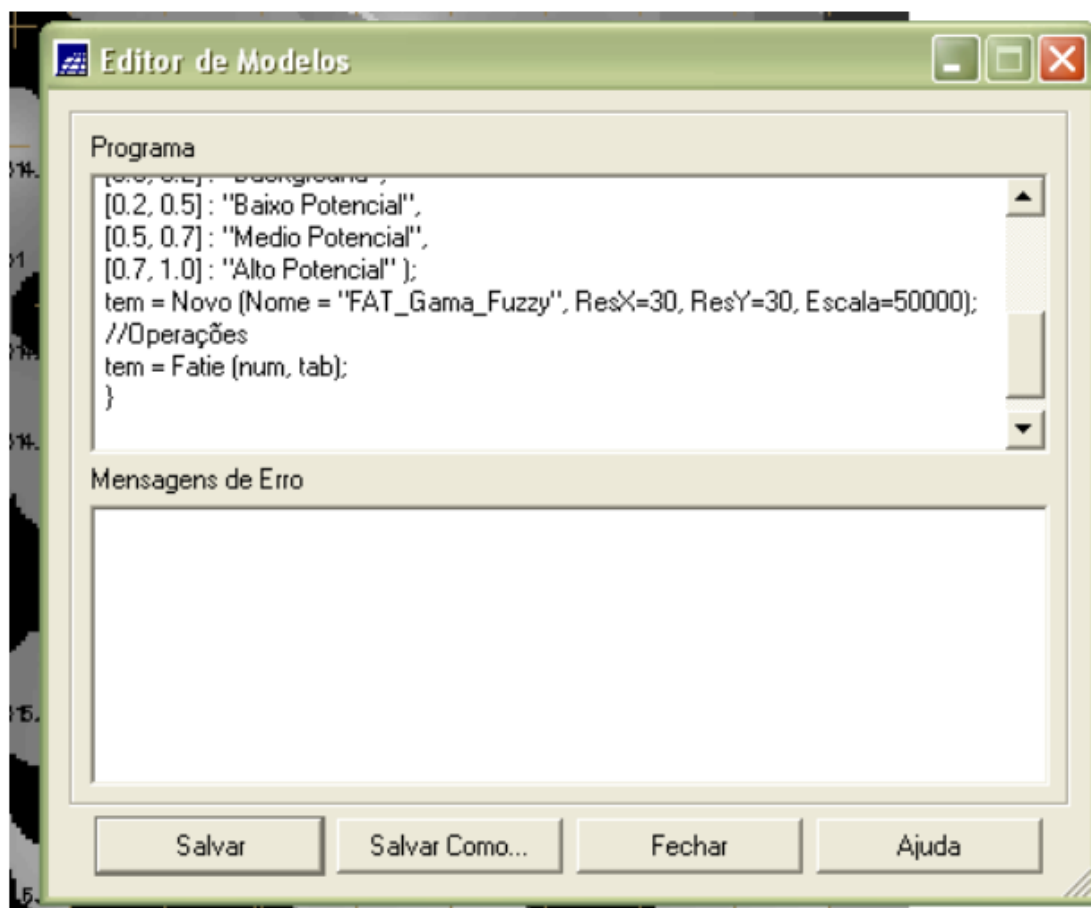 Editor de Modelos
Programa
[0.2, 0.5] : "Baixo Potencial",
[0.5, 0.7] : "Medio Potencial",
[0.7, 1.0] : "Alto Potencial" );
tem = Novo (Nome = "FAT_Gama_Fuzzy", ResX=30, ResY=30, Escala=50000);
//Operações
tem = Fatie (num, tab);
}
Mensagens de Erro
Salvar
Salvar Como...
Fechar
Ajuda